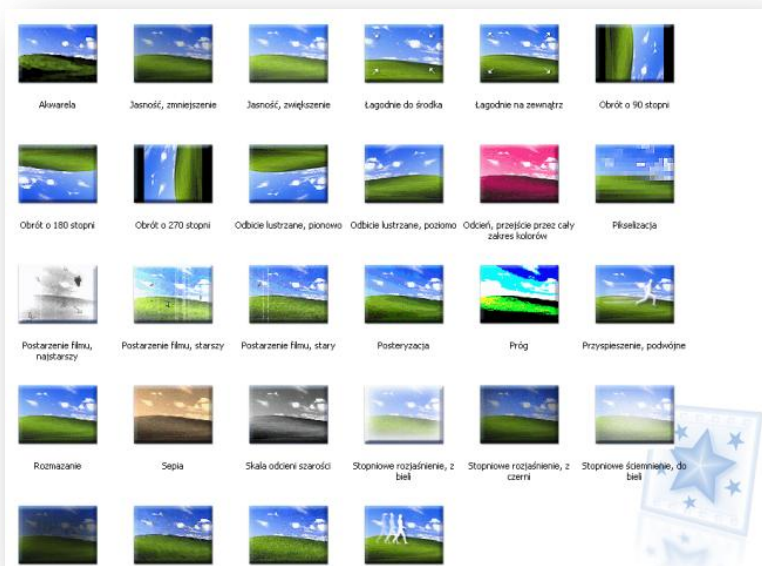 Akwarela
Jasność, zmniejszenie
Jasność, zwiększenie
Łagodnie do środka
Łagodnie na zewnątrz
Obrót o 90 stopni
Obrót o 180 stopni
Obrót o 270 stopni
Odbicie lustrzane, pionowo
Odbicie lustrzane, poziomo
Odcień, przejście przez cały
zakres kolorów
Pikselizacja
Postarzenie filmu,
najstarszy
Postarzenie filmu, starszy
Postarzenie filmu, stary
Posteryzacja
Próg
Przyspieszenie, podwójne
Rozmazanie
Sepia
Skala odcieni szarości
Stopniowe rozjaśnienie, z
bieli
Stopniowe rozjaśnienie, z
czerni
Stopniowe ściemnienie, do
bieli